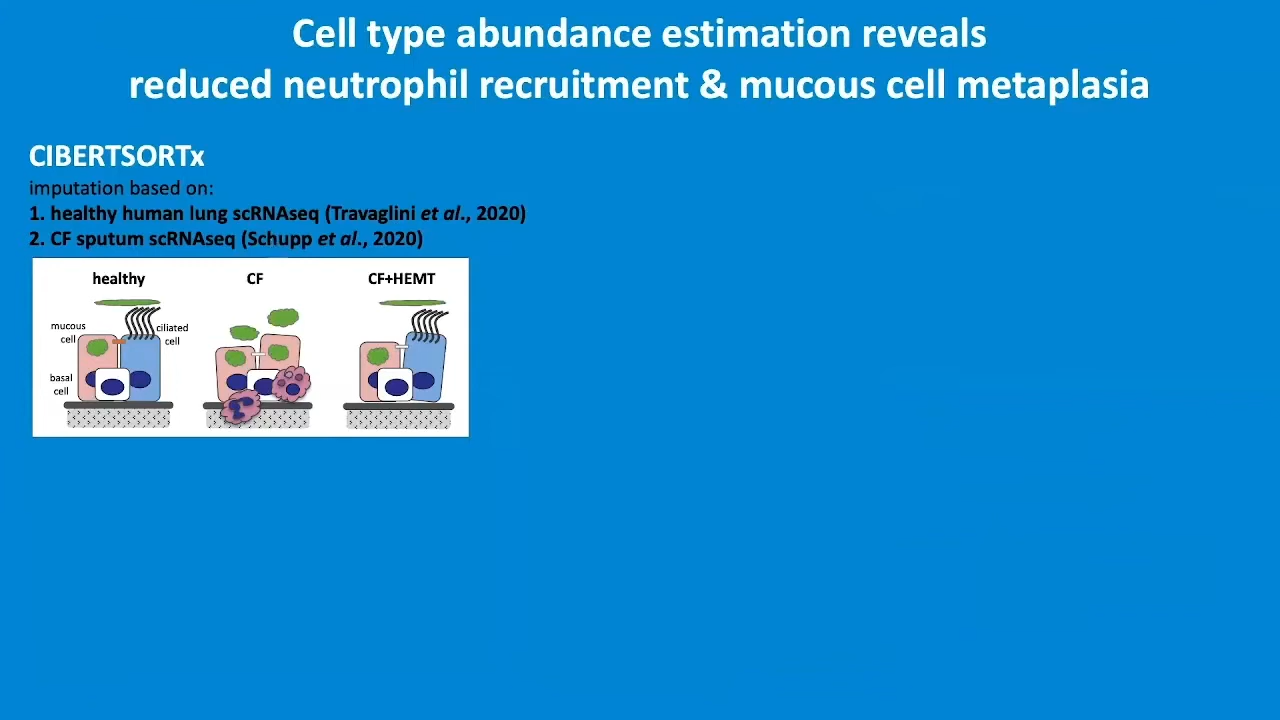 Cell type abundance estimation reveals
reduced neutrophil recruitment & mucous cell metaplasia
CIBERTSORTx
imputation based on:
1. healthy human lung scRNAseq (Travaglini et al., 2020)
2. CF sputum scRNAseq (Schupp et al., 2020)
healthy CF CF+HEMT
mucous
cell
ciliated
cell
basal
cell